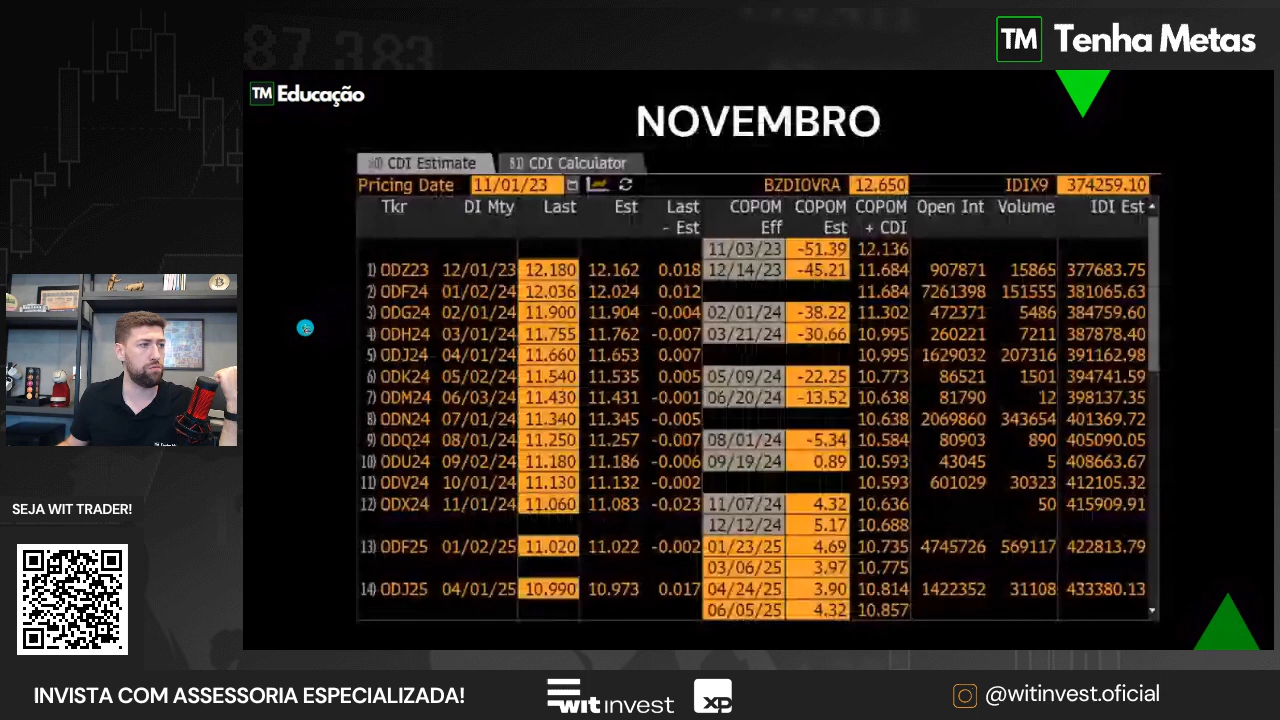 87.383
TM Tenha Metas
TM Educação
NOVEMBRO
CDI Estimate 81) CDI Calculator
Pricing Date 11/01/23 BZDIOVRA 12.650 IDIX9 374259.10
Tkr DI Mty Last Est Last COPOM COPOM COPOM Open Int Volume IDI Est
- Est Eff Est + CDI
11/03/23 -51.39 12.136
1) ODZ23 12/01/23 12.180 12.162 0.018 12/14/23 -45.21 11.684 907871 15865 377683.75
2) ODF24 01/02/24 12.036 12.024 0.012 11.684 7261398 151555 381065.63
3) ODG24 02/01/24 11.900 11.904 -0.004 02/01/24 -38.22 11.302 472371 5486 384759.60
4) ODH24 03/01/24 11.755 11.762 -0.007 03/21/24 -30.66 10.995 260221 7211 387878.40
5) ODJ24 04/01/24 11.660 11.653 0.007 10.995 1629032 207316 391162.98
6) ODK24 05/02/24 11.540 11.535 0.005 05/09/24 -22.25 10.773 86521 1501 394741.59
7) ODM24 06/03/24 11.430 11.431 -0.001 06/20/24 -13.52 10.638 81790 12 398137.35
8) ODN24 07/01/24 11.340 11.345 -0.005 10.638 2069860 343654 401369.72
9) ODQ24 08/01/24 11.250 11.257 -0.007 08/01/24 -5.34 10.584 80903 890 405090.05
10) ODU24 09/02/24 11.180 11.186 -0.006 09/19/24 0.89 10.593 43045 5 408663.67
11) ODV24 10/01/24 11.130 11.132 -0.002 10.593 601029 30323 412105.32
12) ODX24 11/01/24 11.060 11.083 -0.023 11/07/24 4.32 10.636 50 415909.91
12/12/24 5.17 10.688
13) ODF25 01/02/25 11.020 11.022 -0.002 01/23/25 4.69 10.735 4745726 569117 422813.79
03/06/25 3.97 10.775
14) ODJ25 04/01/25 10.990 10.973 0.017 04/24/25 3.90 10.814 1422352 31108 433380.13
06/05/25 4.32 10.857
SEJA WIT TRADER!
INVISTA COM ASSESSORIA ESPECIALIZADA!
wit invest
XP
@witinvest.oficial